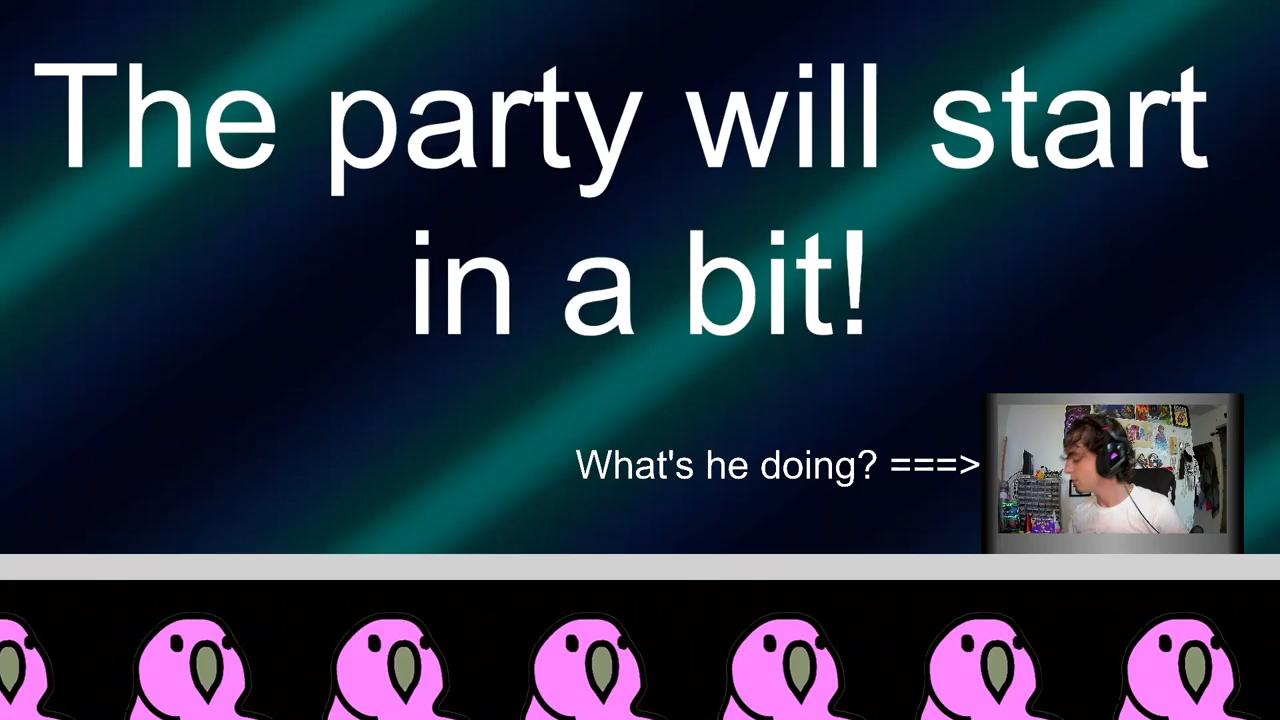 The party will start
in a bit!
What's he doing? ===>